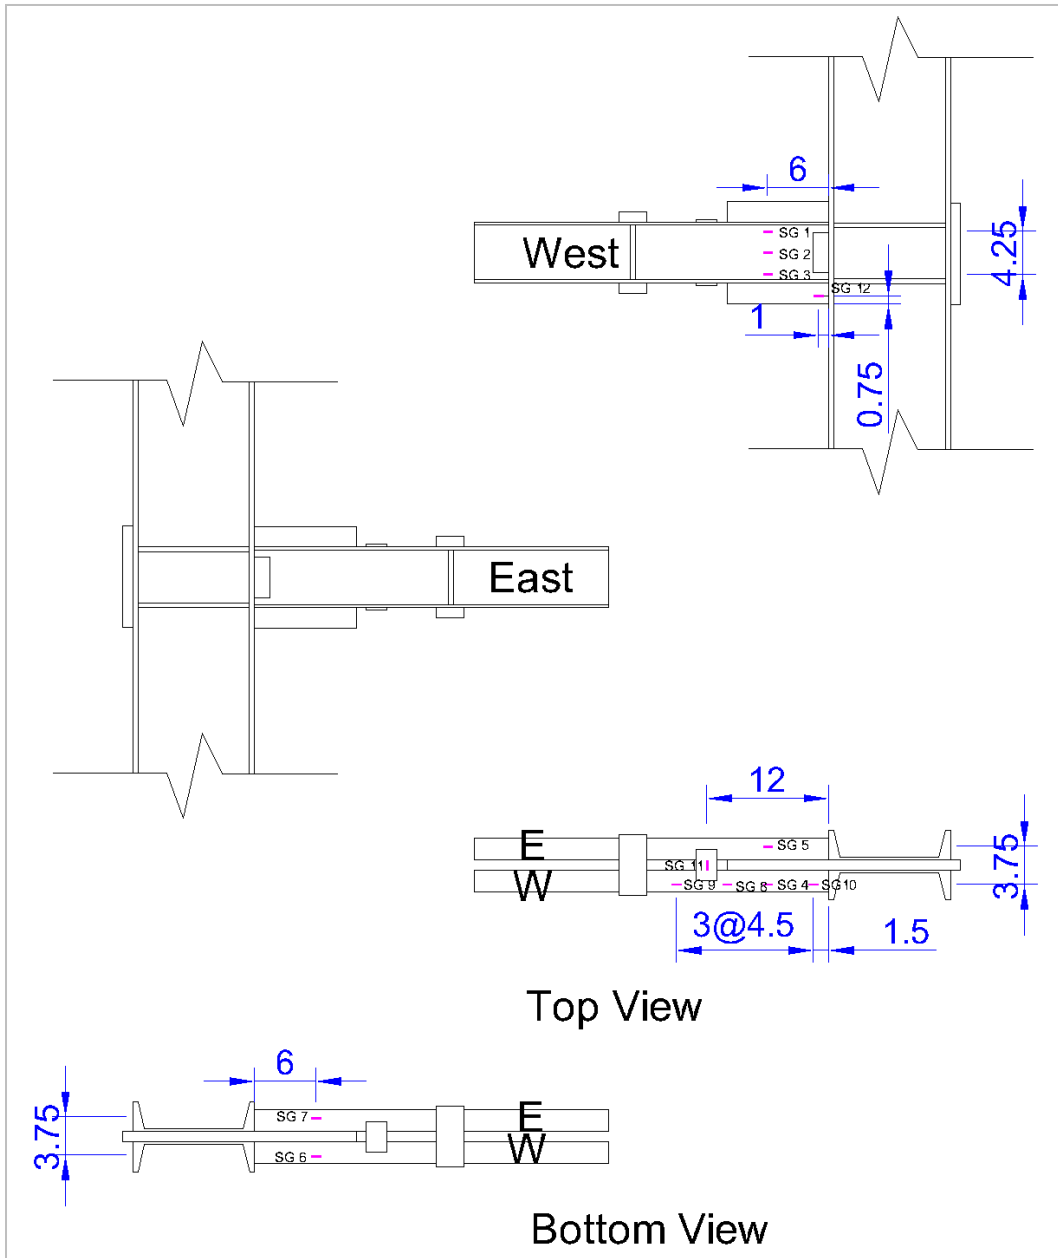 6
SG 1
West
SG 2
4.25
SG 3
SG 12
1
0.75
East
12
E
SG 5
SG 11
3.75
W
SG 9
SG 8
SG 4
SG10
3@4.5
1.5
Top View
6
SG 7
E
3.75
SG 6
W
Bottom View